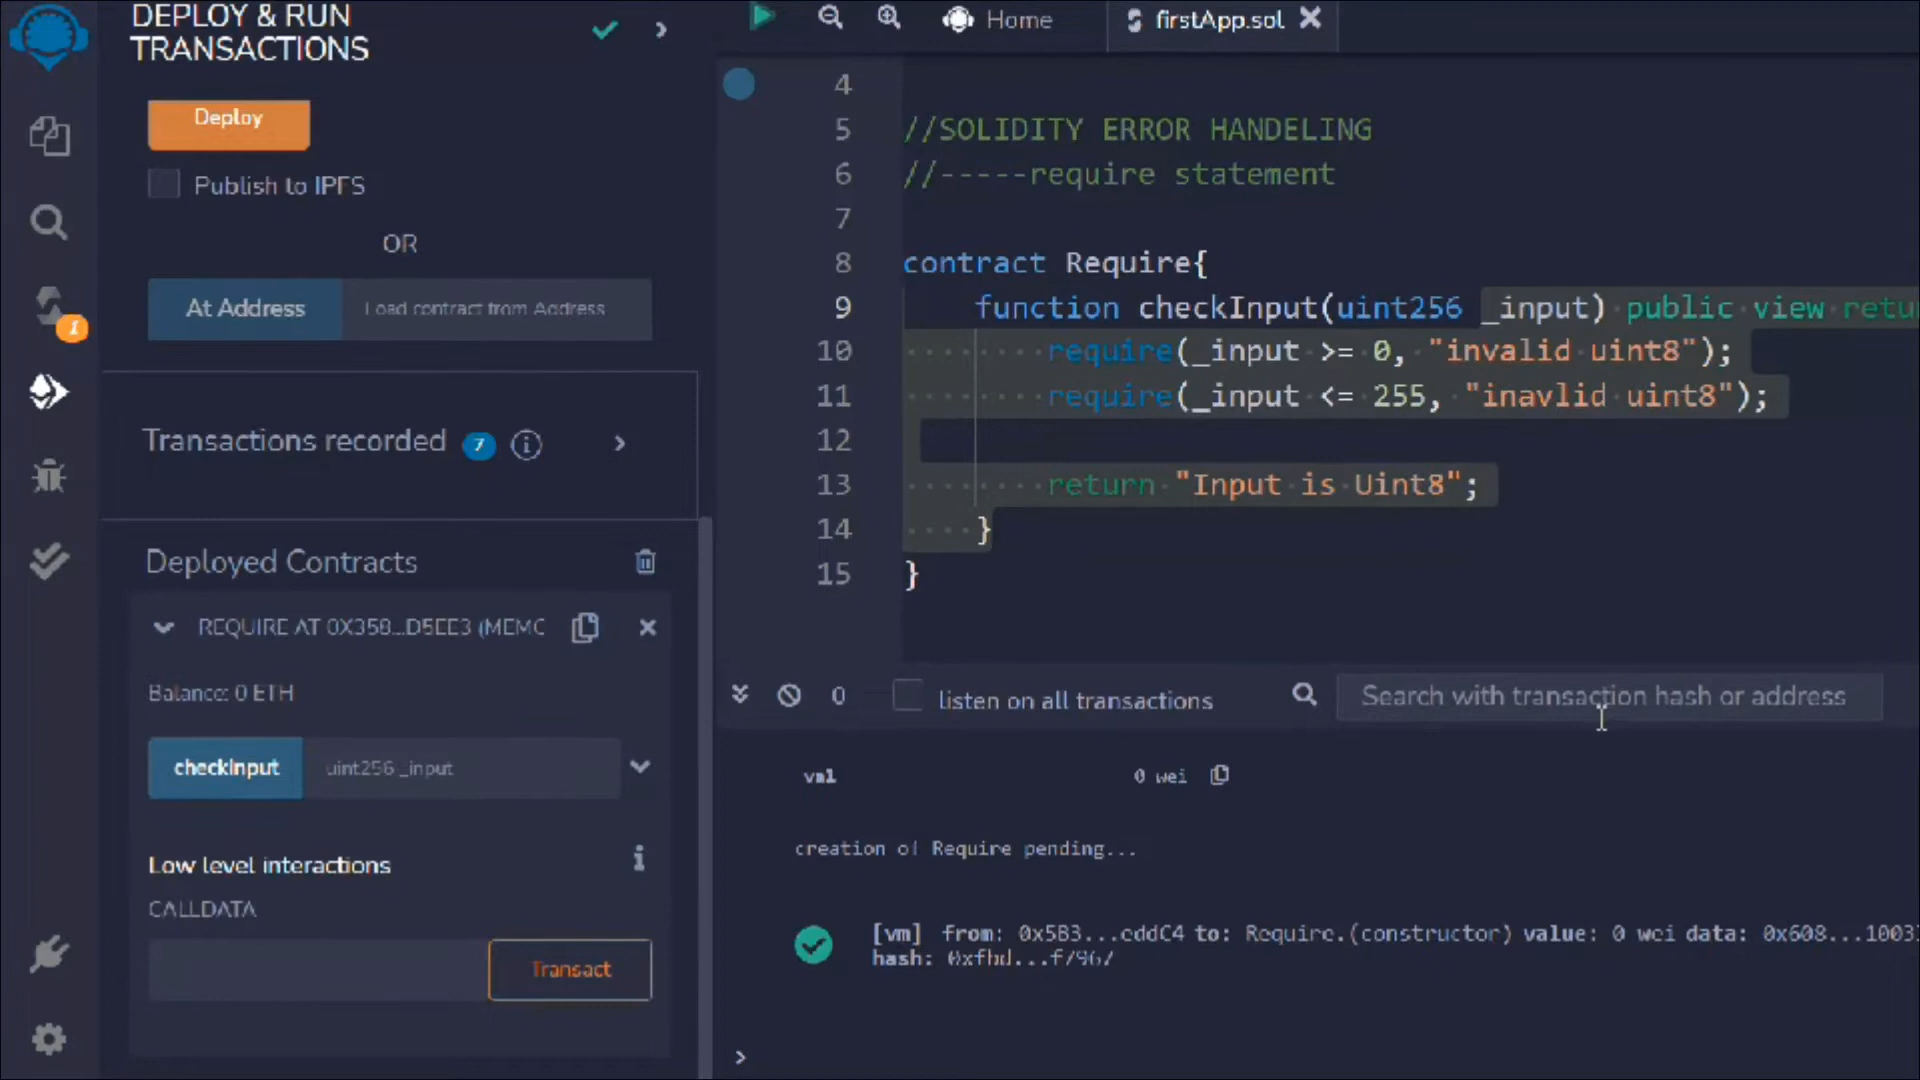 DEPLOY & RUN
TRANSACTIONS
Deploy
Publish to IPFS
OR
At Address
Load contract from Address
Transactions recorded 7
Deployed Contracts
REQUIRE AT 0X358...D5EE3 (MEMC
Balance: 0 ETH
checkInput
uint256 _input
Low level interactions
CALLDATA
Transact
1
Home
firstApp.sol
4
5 //SOLIDITY ERROR HANDELING
6 //-----require statement
7
8 contract Require{
9 function checkInput(uint256 _input) public view retu
10 require(_input >= 0, "invalid uint8");
11 require(_input <= 255, "inavlid uint8");
12
13 return "Input is Uint8";
14 }
15 }
0
listen on all transactions
Search with transaction hash or address
val 0 wei
creation of Require pending...
[vm] from: 0x5B3...eddC4 to: Require.(constructor) value: 0 wei data: 0x608...1003
hash: 0xfbd...f7967
>